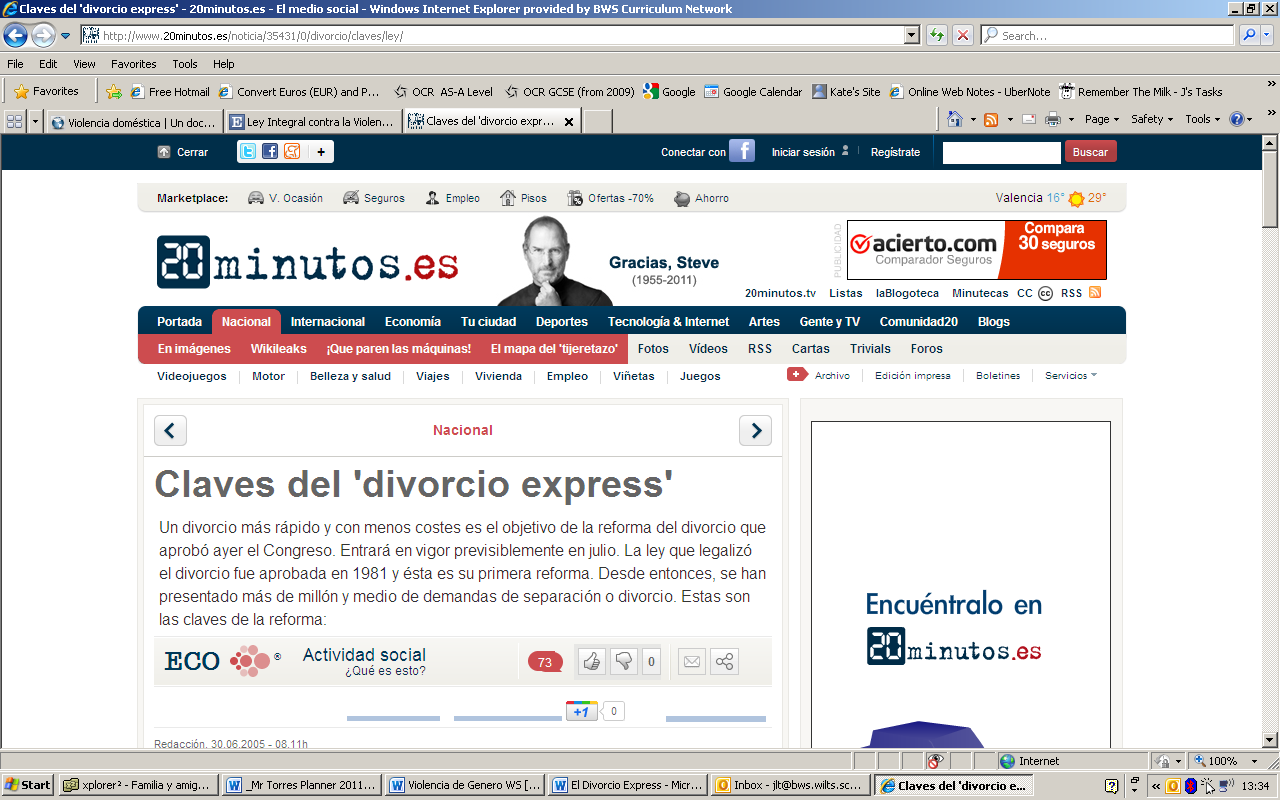 Claves del 'divorcio express' - 20minutos.es - El medio social - Windows Internet Explorer provided by BWS Curriculum Network
http://www.20minutos.es/noticia/35431/0/divorcio/claves/ley/
Search...
File Edit View Favorites Tools Help
Favorites Free Hotmail Convert Euros (EUR) and P... OCR AS-A Level OCR GCSE (from 2009) Google Google Calendar Kate's Site Online Web Notes - UberNote Remember The Milk - J's Tasks
Violencia doméstica | Un doc... Ley Integral contra la Violen... Claves del 'divorcio expr... Page Safety Tools
Cerrar + Conectar con Iniciar sesión Regístrate Buscar
Marketplace: V. Ocasión Seguros Empleo Pisos Ofertas -70% Ahorro Valencia 16° 29°
20minutos.es
Gracias, Steve
(1955-2011)
PUBLICIDAD
acierto.com
Comparador Seguros
Compara
30 seguros
20minutos.tv Listas laBlogoteca Minutecas CC cc RSS
Portada Nacional Internacional Economía Tu ciudad Deportes Tecnología & Internet Artes Gente y TV Comunidad20 Blogs
En imágenes Wikileaks ¡Que paren las máquinas! El mapa del 'tijeretazo' Fotos Vídeos RSS Cartas Trivials Foros
Videojuegos Motor Belleza y salud Viajes Vivienda Empleo Viñetas Juegos Archivo Edición impresa Boletines Servicios
Nacional
Claves del 'divorcio express'
Un divorcio más rápido y con menos costes es el objetivo de la reforma del divorcio que
aprobó ayer el Congreso. Entrará en vigor previsiblemente en julio. La ley que legalizó
el divorcio fue aprobada en 1981 y ésta es su primera reforma. Desde entonces, se han
presentado más de millón y medio de demandas de separación o divorcio. Estas son
las claves de la reforma:
ECO ® Actividad social
¿Qué es esto?
73 0
+1 0
Redacción. 30.06.2005 - 08.11h
Encuéntralo en
20minutos.es
Internet 100%
Start xplorer² - Familia y amig... _Mr Torres Planner 2011... Violencia de Genero WS [... El Divorcio Express - Micr... Inbox - jlt@bws.wilts.sc... Claves del 'divorcio e... 13:34